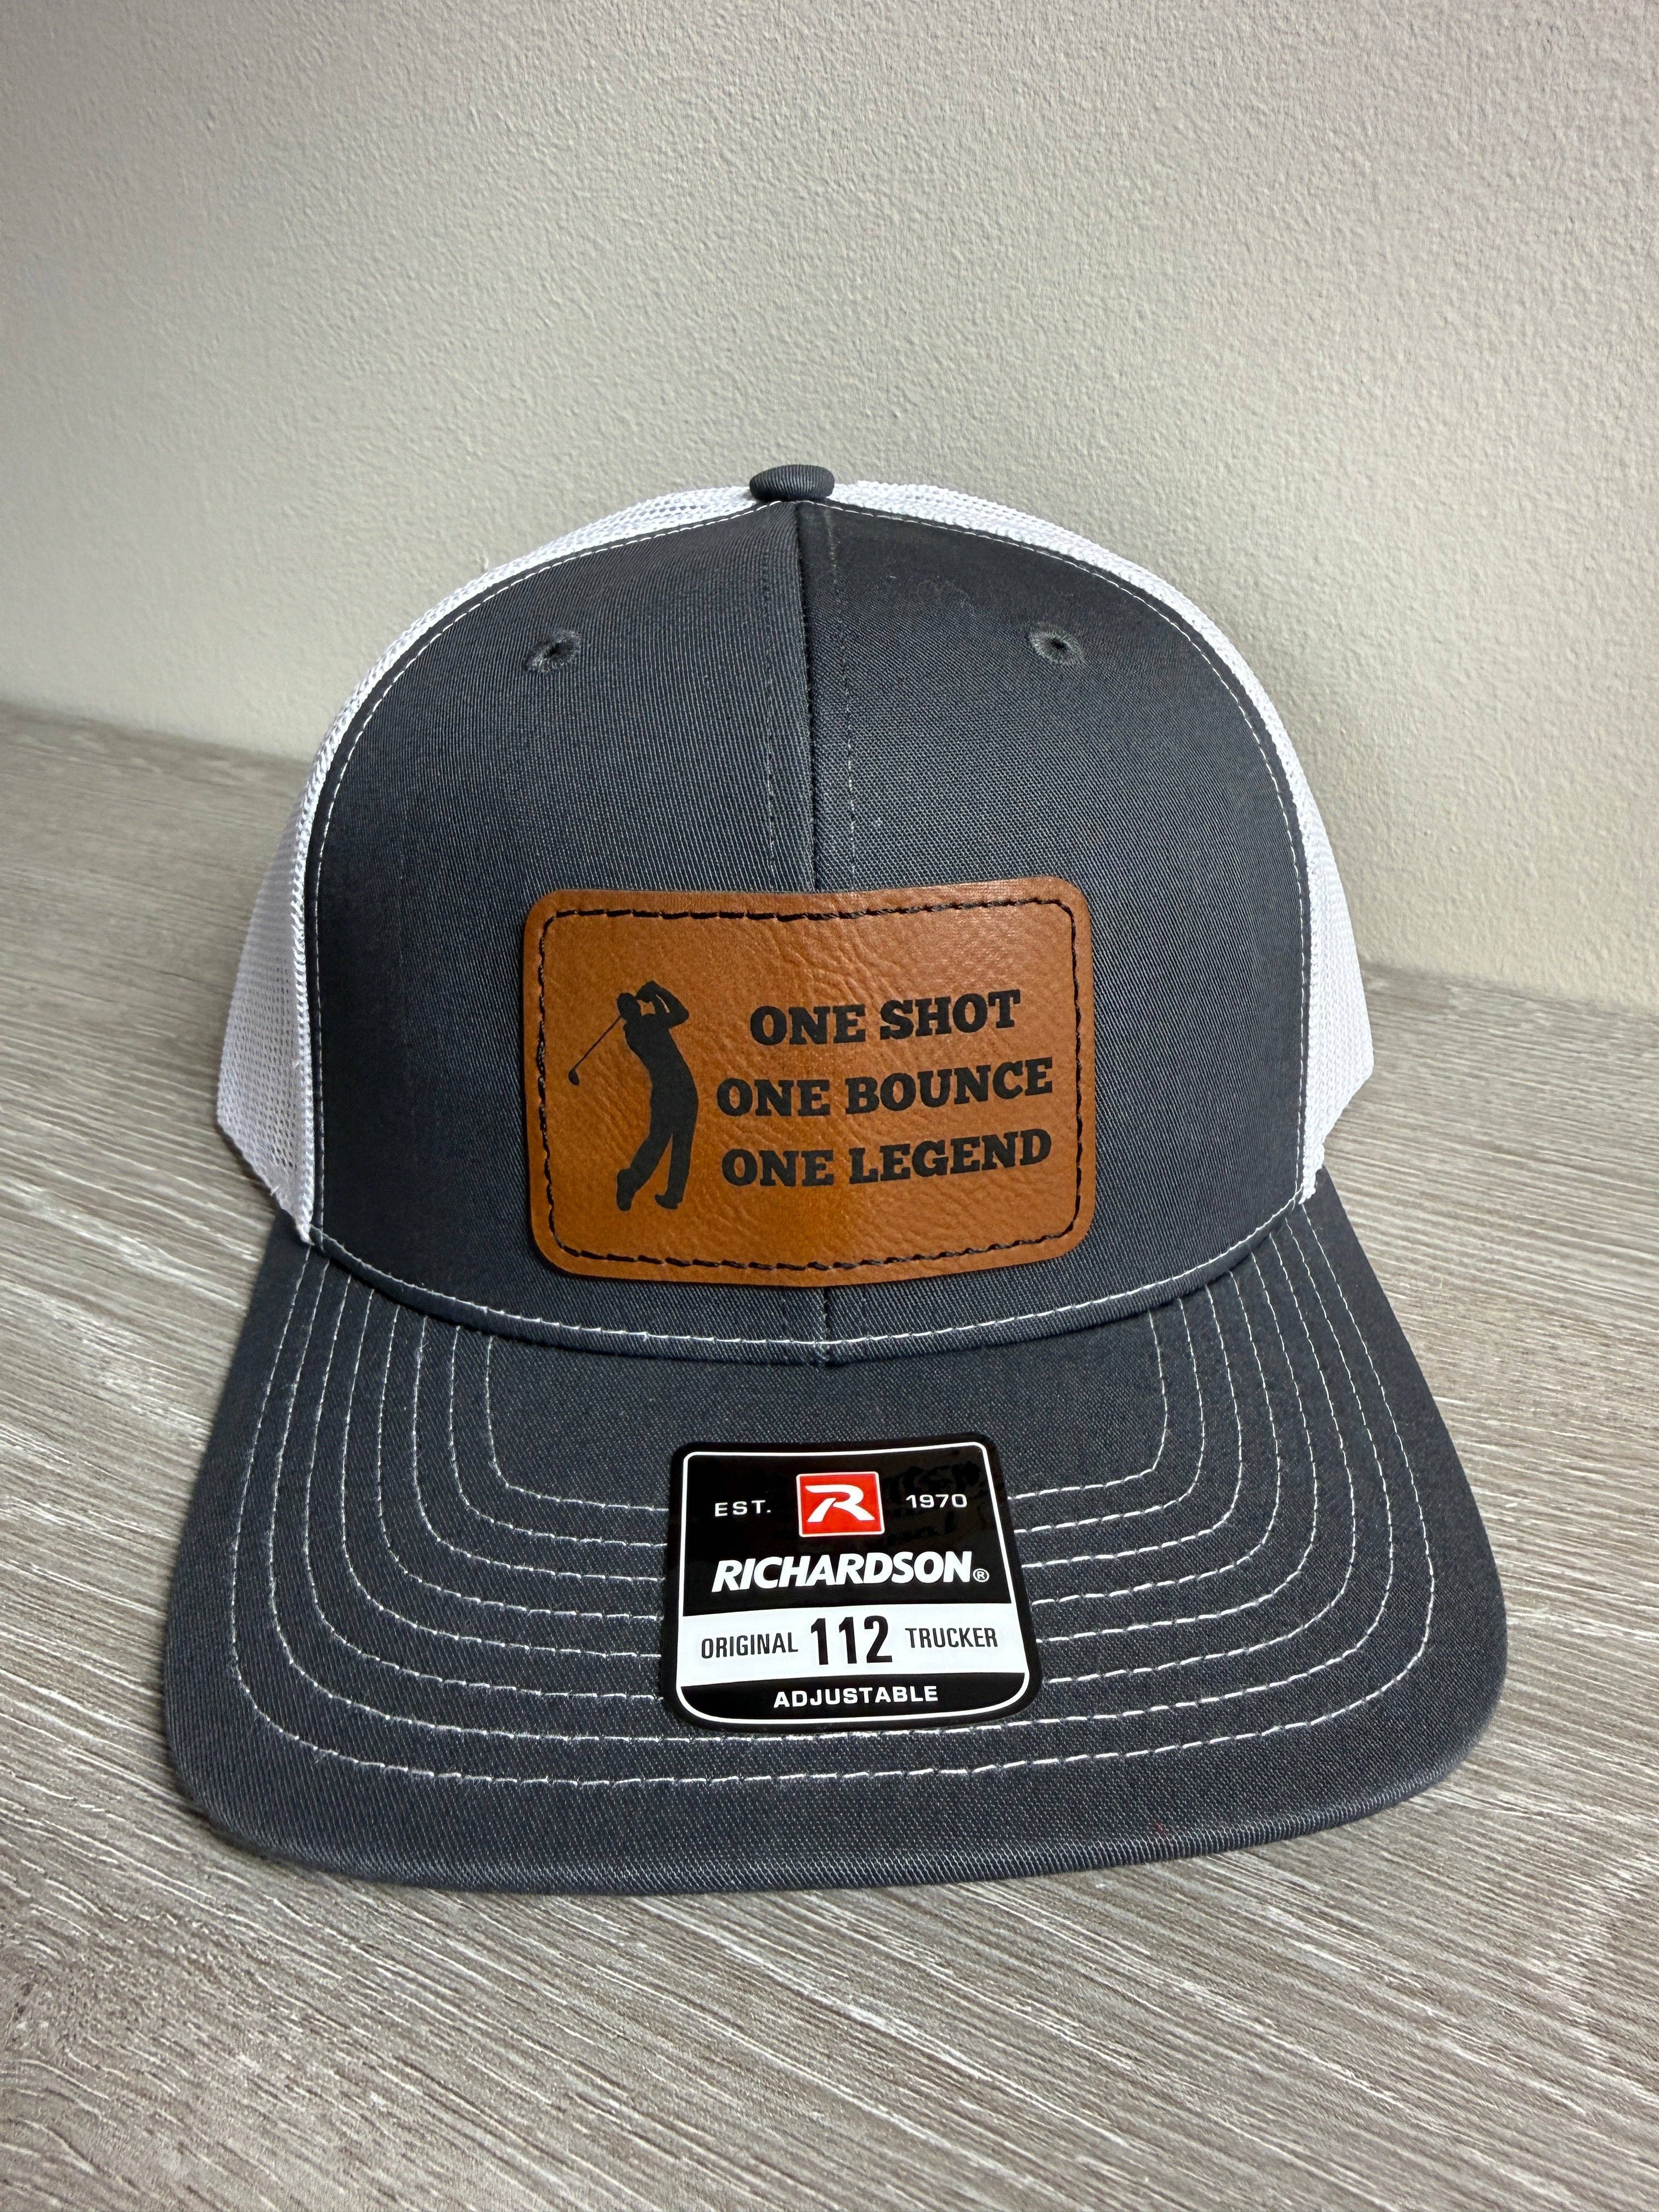 ONE SHOT
ONE BOUNCE
ONE LEGEND
EST. R 1970
RICHARDSON®
ORIGINAL 112 TRUCKER
ADJUSTABLE